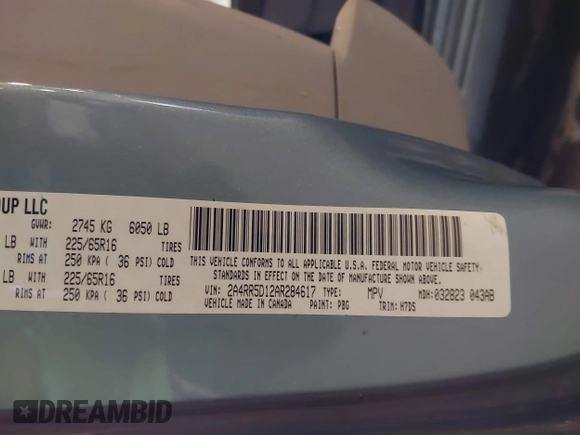 OUP LLC
GVWR: 2745 KG 6050 LB
LB WITH 225/65R16 TIRES
RIMS AT 250 KPA ( 36 PSI) COLD
LB WITH 225/65R16 TIRES
RIMS AT 250 KPA ( 36 PSI) COLD
THIS VEHICLE CONFORMS TO ALL APPLICABLE U.S.A. FEDERAL MOTOR VEHICLE SAFETY
STANDARDS IN EFFECT ON THE DATE OF MANUFACTURE SHOWN ABOVE.
VIN: 2A4RR5D12AR284617 TYPE: MPV MDH: 032823 043AB
VEHICLE MADE IN CANADA PAINT: PBG TRIM: H7DS
DREAMBID